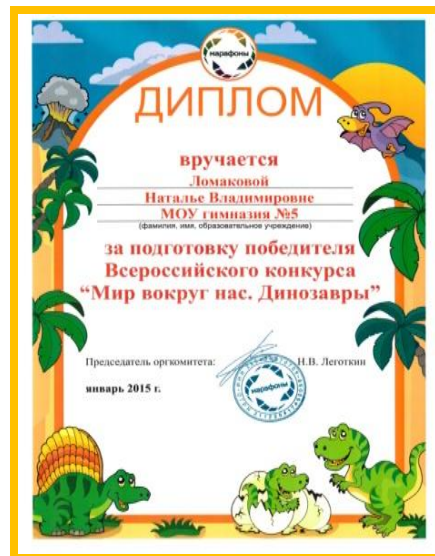 марафоны
ДИПЛОМ
вручается
Ломаковой
Наталье Владимировне
МОУ гимназия №5
(фамилия, имя, образовательное учреждение)
за подготовку победителя
Всероссийского конкурса
“Мир вокруг нас. Динозавры”
Председатель оргкомитета: Н.В. Леготкин
марафоны
январь 2015 г.